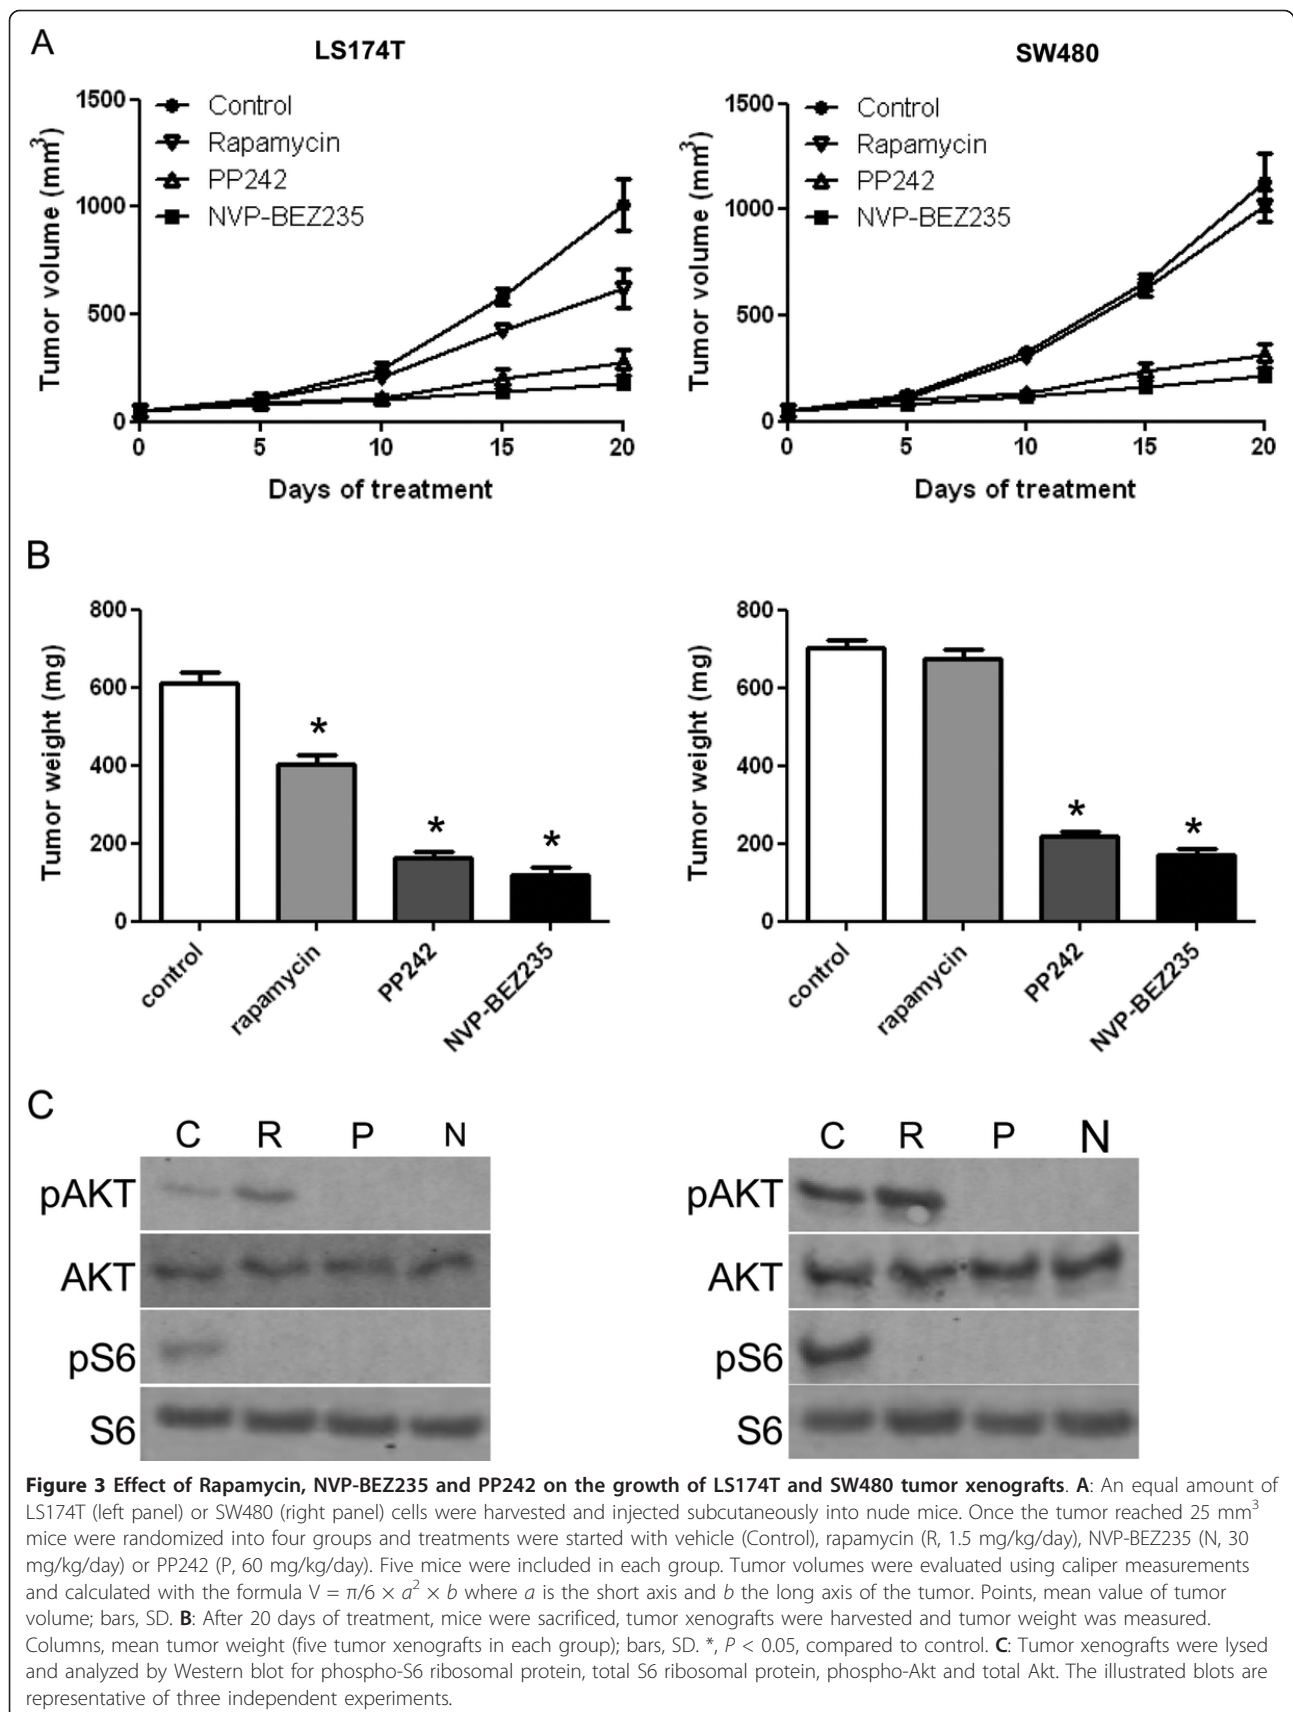 A
LS174T
SW480
1500
1000
500
0
Tumor volume (mm³)
Control
Rapamycin
PP242
NVP-BEZ235
0 5 10 15 20
Days of treatment
1500
1000
500
0
Tumor volume (mm³)
Control
Rapamycin
PP242
NVP-BEZ235
0 5 10 15 20
Days of treatment
B
800
600
400
200
0
Tumor weight (mg)
*
*
*
control
rapamycin
PP242
NVP-BEZ235
800
600
400
200
0
Tumor weight (mg)
*
*
control
rapamycin
PP242
NVP-BEZ235
C
C R P N
pAKT
AKT
pS6
S6
C R P N
pAKT
AKT
pS6
S6
Figure 3 Effect of Rapamycin, NVP-BEZ235 and PP242 on the growth of LS174T and SW480 tumor xenografts. A: An equal amount of
LS174T (left panel) or SW480 (right panel) cells were harvested and injected subcutaneously into nude mice. Once the tumor reached 25 mm³
mice were randomized into four groups and treatments were started with vehicle (Control), rapamycin (R, 1.5 mg/kg/day), NVP-BEZ235 (N, 30
mg/kg/day) or PP242 (P, 60 mg/kg/day). Five mice were included in each group. Tumor volumes were evaluated using caliper measurements
and calculated with the formula V = π/6 × a² × b where a is the short axis and b the long axis of the tumor. Points, mean value of tumor
volume; bars, SD. B: After 20 days of treatment, mice were sacrificed, tumor xenografts were harvested and tumor weight was measured.
Columns, mean tumor weight (five tumor xenografts in each group); bars, SD. *, P < 0.05, compared to control. C: Tumor xenografts were lysed
and analyzed by Western blot for phospho-S6 ribosomal protein, total S6 ribosomal protein, phospho-Akt and total Akt. The illustrated blots are
representative of three independent experiments.